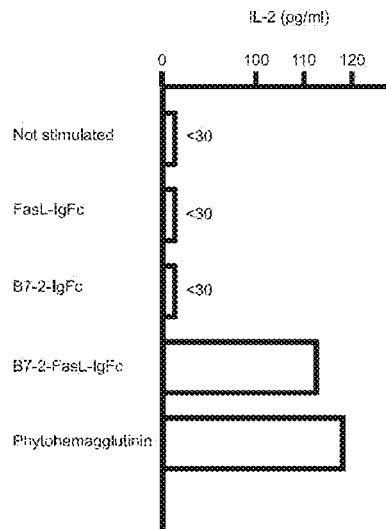 IL-2 (pg/ml)
0 100 110 120
Not stimulated <30
FasL-IgFc <30
B7-2-IgFc <30
B7-2-FasL-IgFc
Phytohemagglutinin